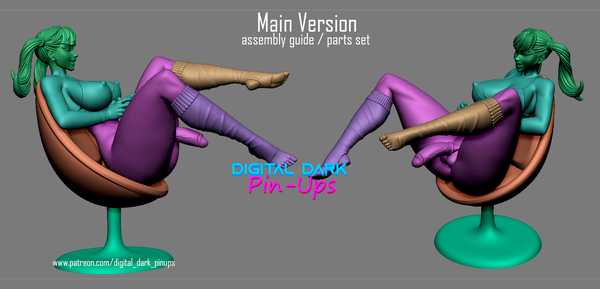 Main Version
assembly guide / parts set
DIGITAL DARK
Pin-Ups
www.patreon.com/digital_dark_pinups